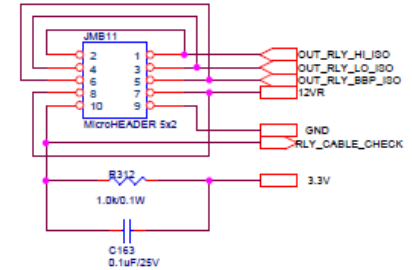 JMB11
2 1
4 3
6 5
8 7
10 9
MicroHEADER 5x2
OUT_RLY_HI_ISO
OUT_RLY_LO_ISO
OUT_RLY_BBP_ISO
12VR
GND
RLY_CABLE_CHECK
R312
1.0k/0.1W
3.3V
C163
0.1uF/25V